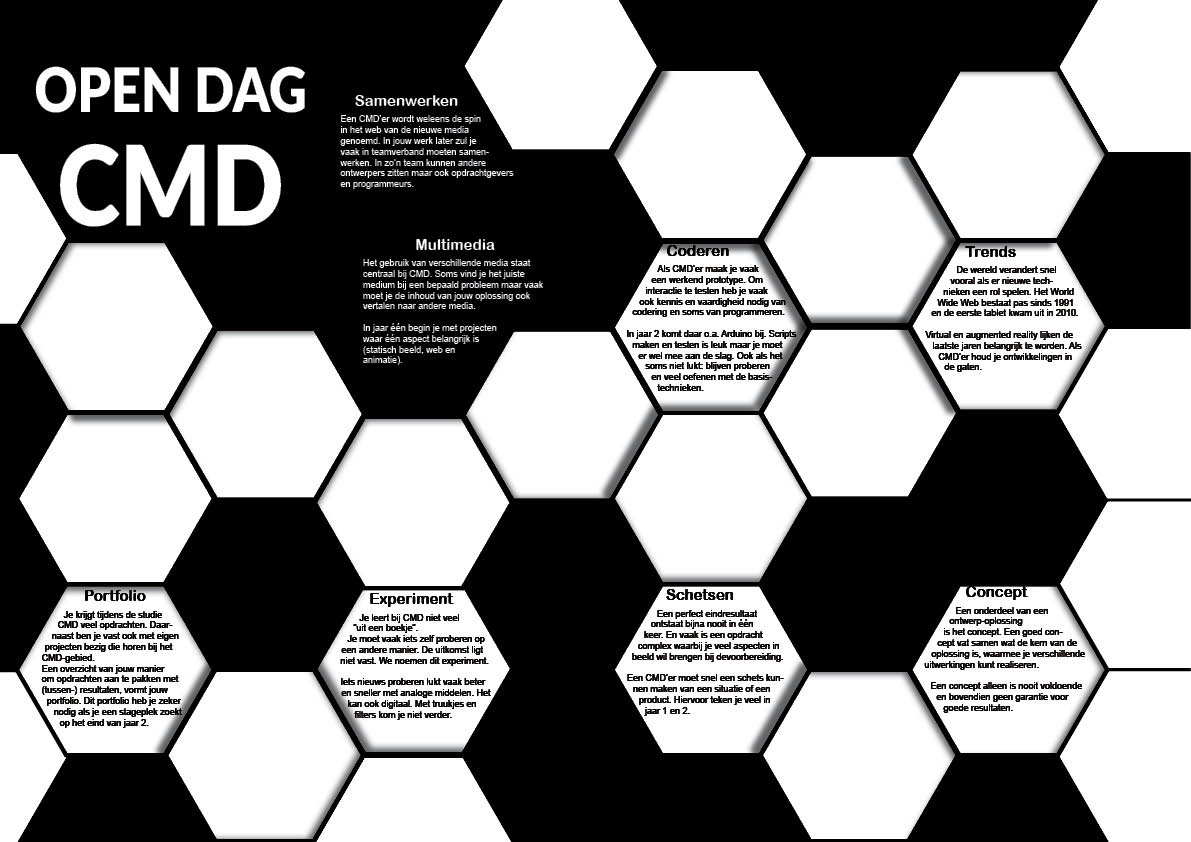 OPEN DAG
CMD
Samenwerken
Een CMD'er wordt weleens de spin
in het web van de nieuwe media
genoemd. In jouw werk later zul je
vaak in teamverband moeten samen-
werken. In zo'n team kunnen andere
ontwerpers zitten maar ook opdrachtgevers
en programmeurs.
Multimedia
Het gebruik van verschillende media staat
centraal bij CMD. Soms vind je het juiste
medium bij een bepaald probleem maar vaak
moet je de inhoud van jouw oplossing ook
vertalen naar andere media.
In jaar één begin je met projecten
waar één aspect belangrijk is
(statisch beeld, web en
animatie).
Coderen
Als CMD'er maak je vaak
een werkend prototype. Om
interactie te testen heb je vaak
ook kennis en vaardigheid nodig van
codering en soms van programmeren.
In jaar 2 komt daar o.a. Arduino bij. Scripts
maken en testen is leuk maar je moet
er wel mee aan de slag. Ook als het
soms niet lukt: blijven proberen
en veel oefenen met de basis-
technieken.
Trends
De wereld verandert snel
vooral als er nieuwe tech-
nieken een rol spelen. Het World
Wide Web bestaat pas sinds 1991
en de eerste tablet kwam uit in 2010.
Virtual en augmented reality lijken de
laatste jaren belangrijk te worden. Als
CMD'er houd je ontwikkelingen in
de gaten.
Portfolio
Je krijgt tijdens de studie
CMD veel opdrachten. Daar-
naast ben je vast ook met eigen
projecten bezig die horen bij het
CMD-gebied.
Een overzicht van jouw manier
om opdrachten aan te pakken met
(tussen-) resultaten, vormt jouw
portfolio. Dit portfolio heb je zeker
nodig als je een stageplek zoekt
op het eind van jaar 2.
Experiment
Je leert bij CMD niet veel
"uit een boekje".
Je moet vaak iets zelf proberen op
een andere manier. De uitkomst ligt
niet vast. We noemen dit experiment.
Iets nieuws proberen lukt vaak beter
en sneller met analoge middelen. Het
kan ook digitaal. Met truukjes en
filters kom je niet verder.
Schetsen
Een perfect eindresultaat
ontstaat bijna nooit in één
keer. En vaak is een opdracht
complex waarbij je veel aspecten in
beeld wil brengen bij devoorbereiding.
Een CMD'er moet snel een schets kun-
nen maken van een situatie of een
product. Hiervoor teken je veel in
jaar 1 en 2.
Concept
Een onderdeel van een
ontwerp-oplossing
is het concept. Een goed con-
cept vat samen wat de kern van de
oplossing is, waarmee je verschillende
uitwerkingen kunt realiseren.
Een concept alleen is nooit voldoende
en bovendien geen garantie voor
goede resultaten.